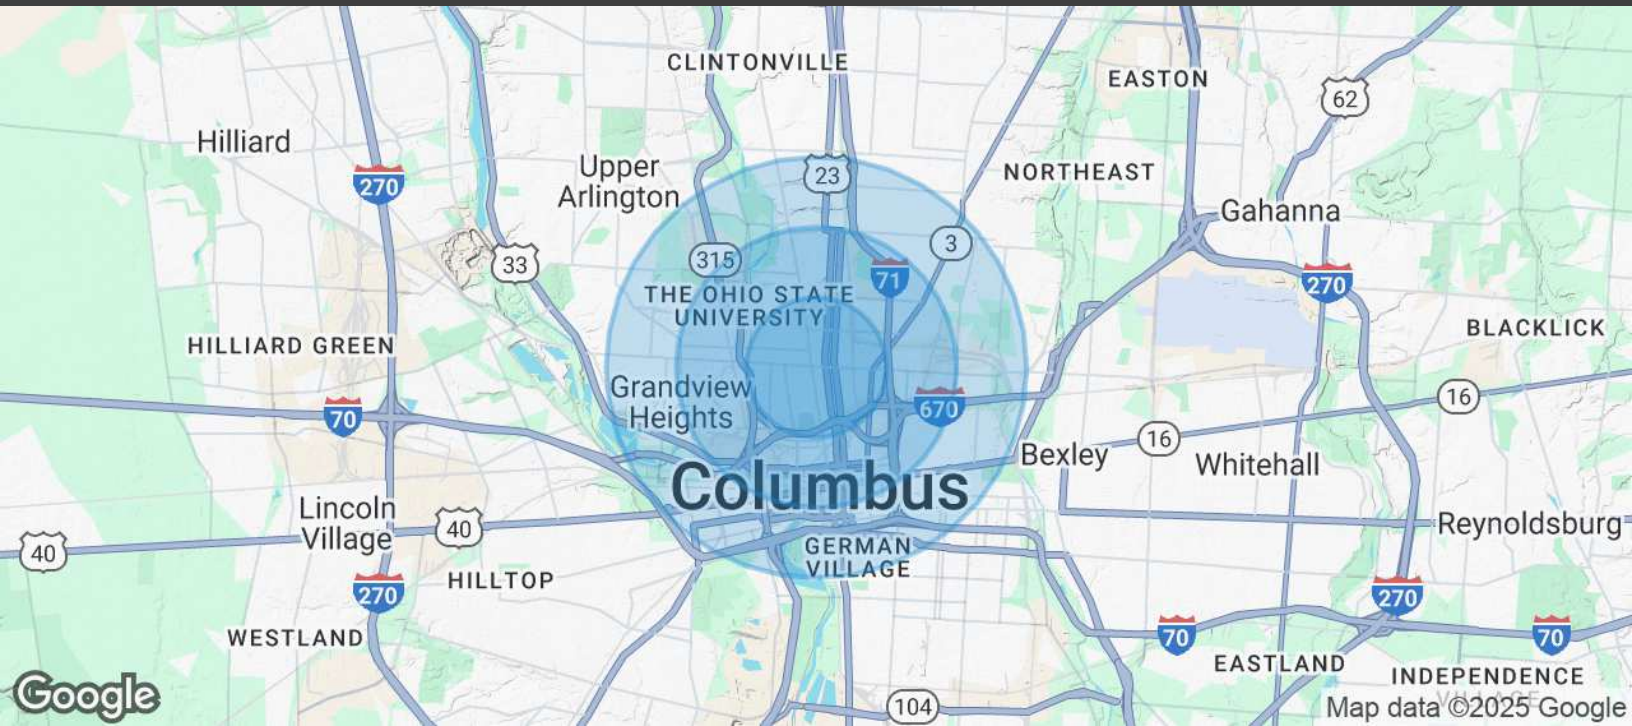 CLINTONVILLE
EASTON
62
Hilliard
Upper
Arlington
270
23
NORTHEAST
Gahanna
3
315
33
71
270
THE OHIO STATE
UNIVERSITY
BLACKLICK
HILLIARD GREEN
Grandview
Heights
16
70
670
16
Bexley
Whitehall
Columbus
Lincoln
Village
40
Reynoldsburg
40
GERMAN
VILLAGE
HILLTOP
270
270
WESTLAND
70
70
EASTLAND
INDEPENDENCE
VILLAGE
Google
104
Map data ©2025 Google